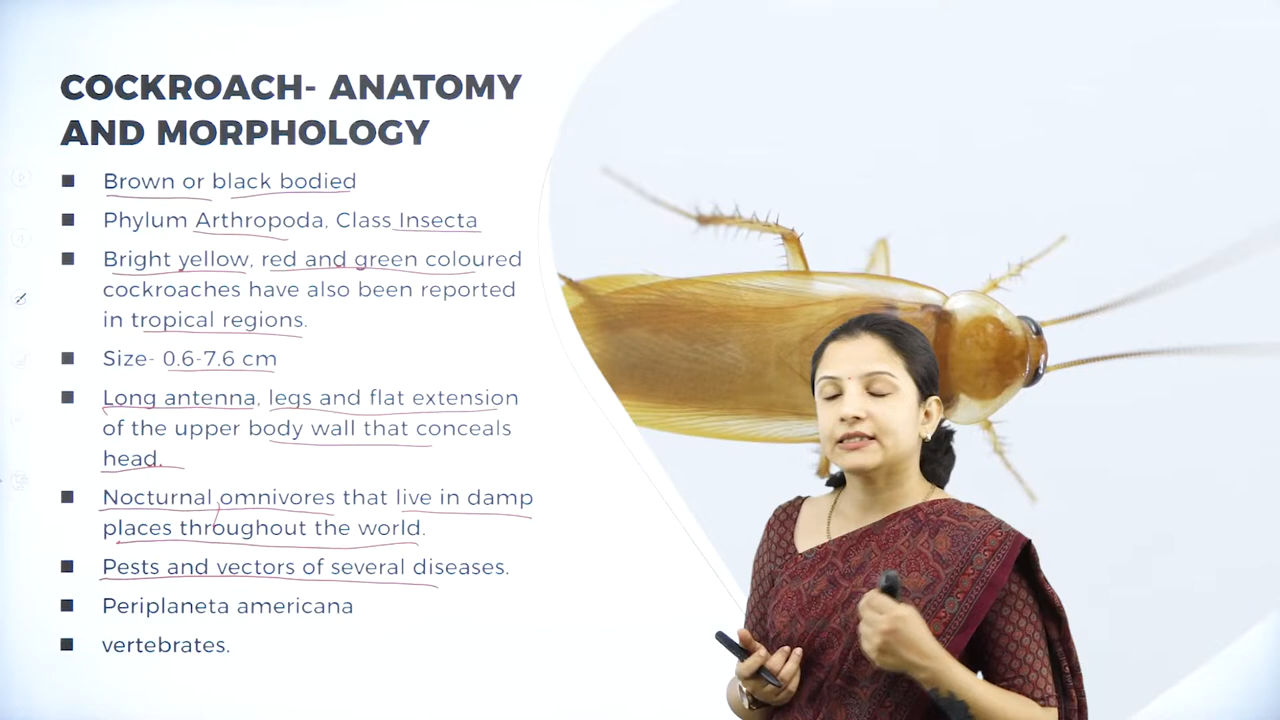 COCKROACH- ANATOMY
AND MORPHOLOGY
■ Brown or black bodied
■ Phylum Arthropoda, Class Insecta
■ Bright yellow, red and green coloured
cockroaches have also been reported
in tropical regions.
■ Size- 0.6-7.6 cm
■ Long antenna, legs and flat extension
of the upper body wall that conceals
head.
■ Nocturnal omnivores that live in damp
places throughout the world.
■ Pests and vectors of several diseases.
■ Periplaneta americana
■ vertebrates.